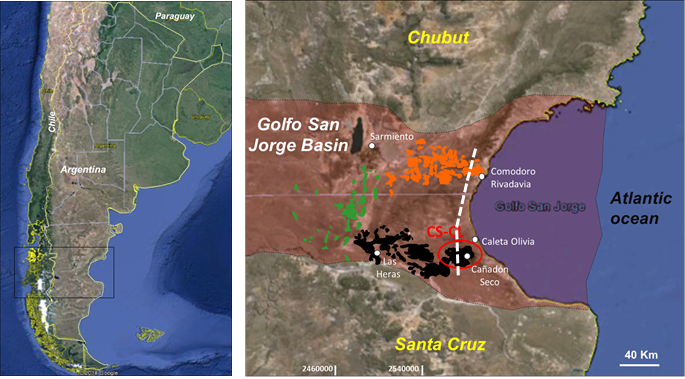 Paraguay
Chile
Argentina
Chubut
Golfo San
Jorge Basin
Sarmiento
Comodoro
Rivadavia
Golfo San Jorge
Atlantic
ocean
CS-CL
Caleta Olivia
Las
Heras
Cañadón
Seco
Santa Cruz
40 Km
2460000
2540000